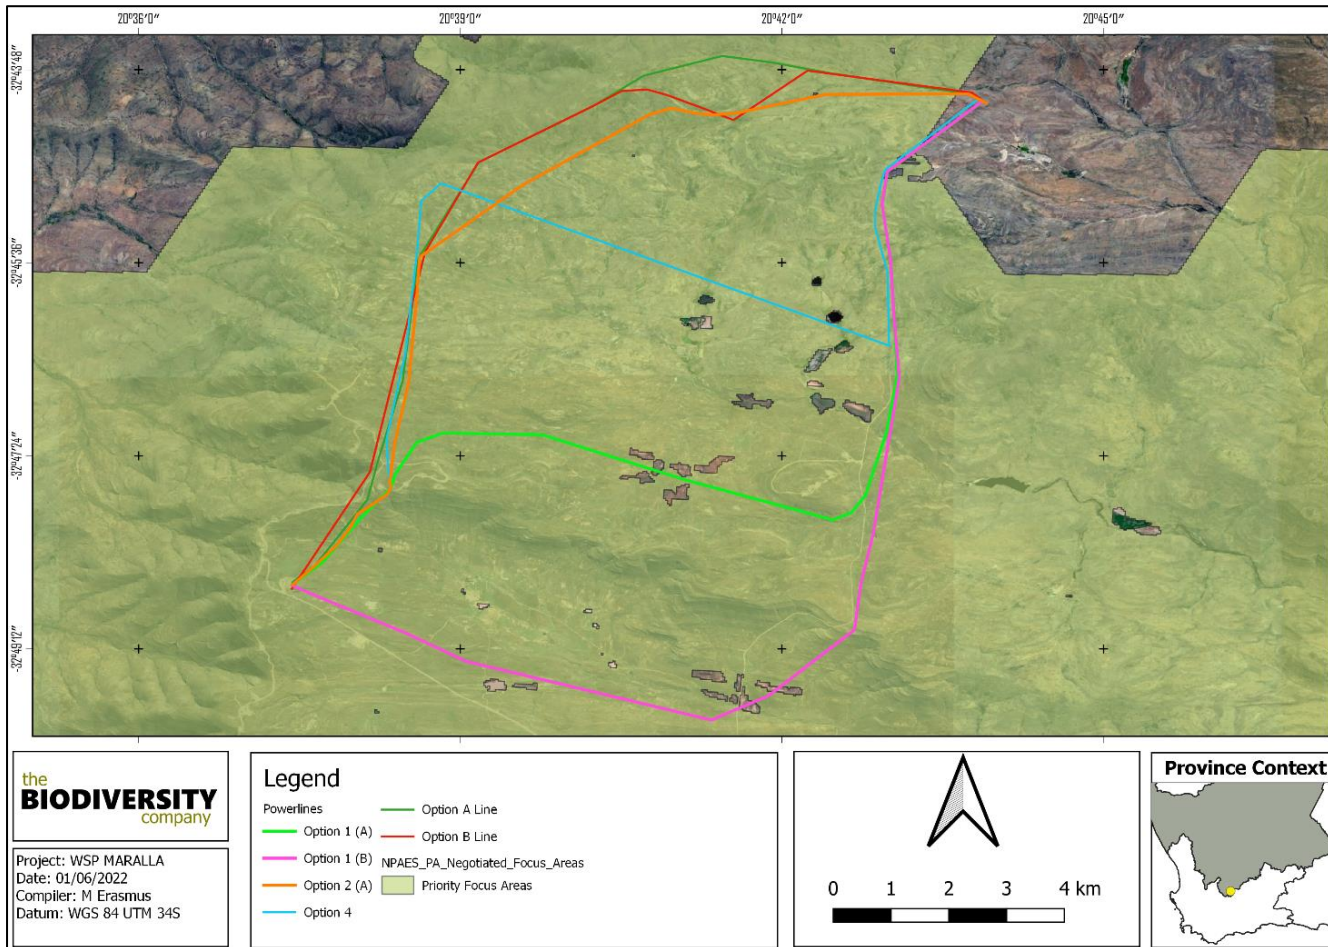 20°36′0″ 20°39′0″ 20°42′0″ 20°45′0″
-32°43′48″
-32°45′36″
-32°47′24″
-32°49′12″
the
BIODIVERSITY
company
Project: WSP MARALLA
Date: 01/06/2022
Compiler: M Erasmus
Datum: WGS 84 UTM 34S
Legend
Powerlines
Option 1 (A)
Option 1 (B)
Option 2 (A)
Option 4
Option A Line
Option B Line
NPAES_PA_Negotiated_Focus_Areas
Priority Focus Areas
0 1 2 3 4 km
Province Context